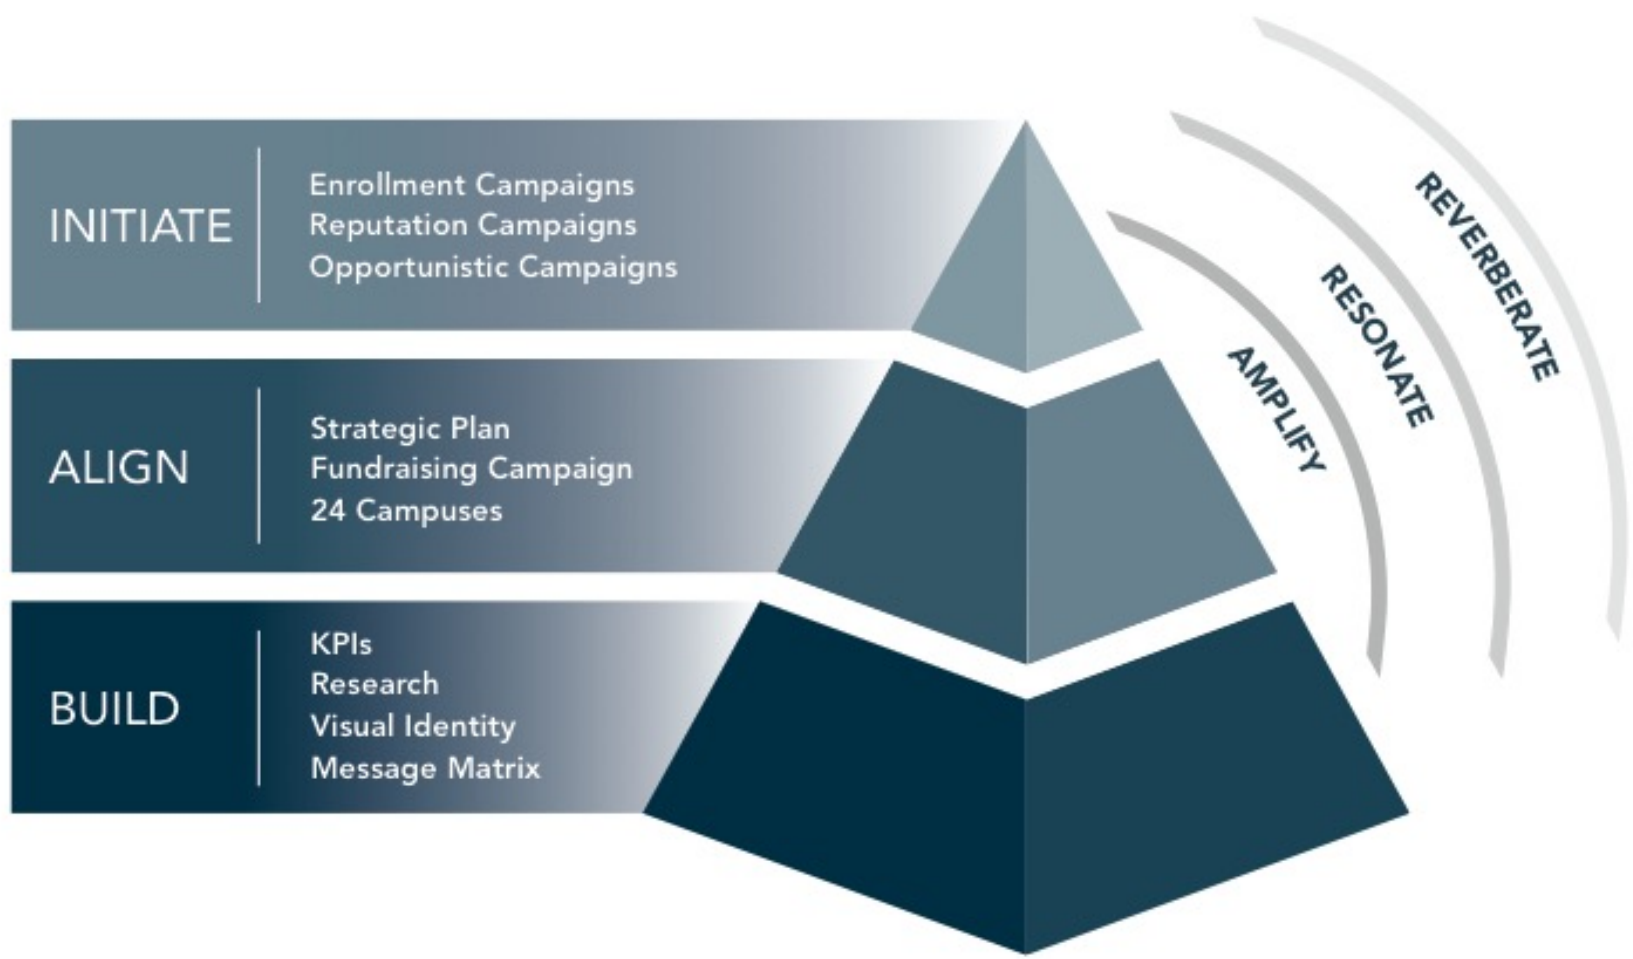 INITIATE
Enrollment Campaigns
Reputation Campaigns
Opportunistic Campaigns
ALIGN
Strategic Plan
Fundraising Campaign
24 Campuses
BUILD
KPIs
Research
Visual Identity
Message Matrix
AMPLIFY
RESONATE
REVERBERATE